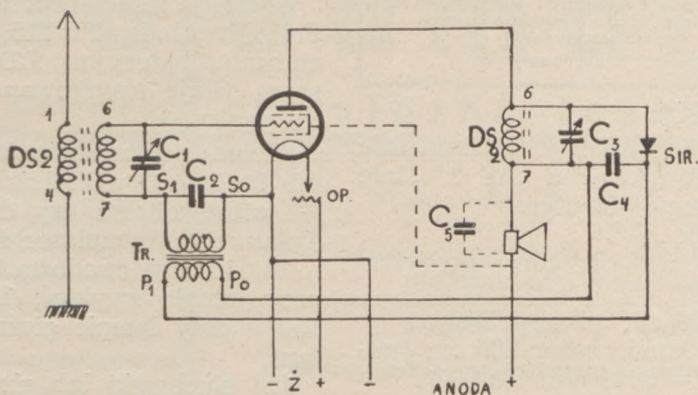 1
6
DS2
C1
4
7
S1
C2
S0
OP.
TR.
P1
P0
6
DS
2
7
C3
SIR.
C4
C5
- Ż + -
ANODA +